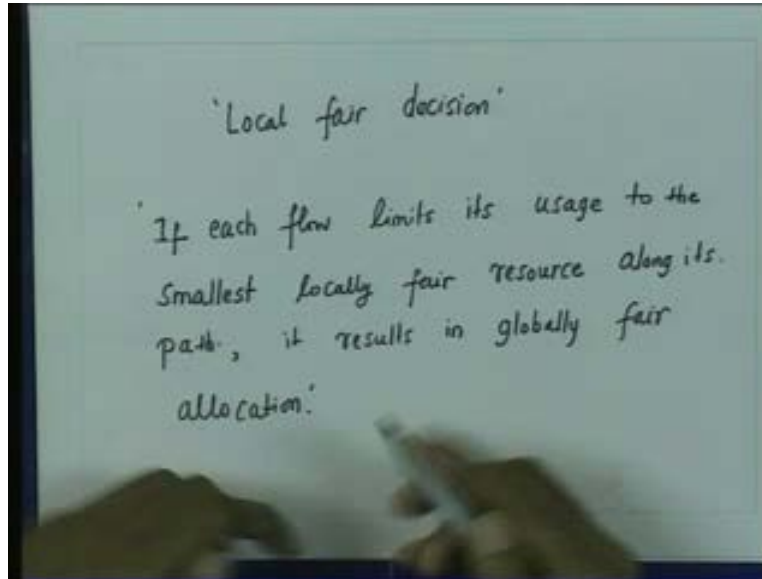 'Local fair decision'
'If each flow limits its usage to the
smallest locally fair resource along its.
path., it results in globally fair
allocation.'